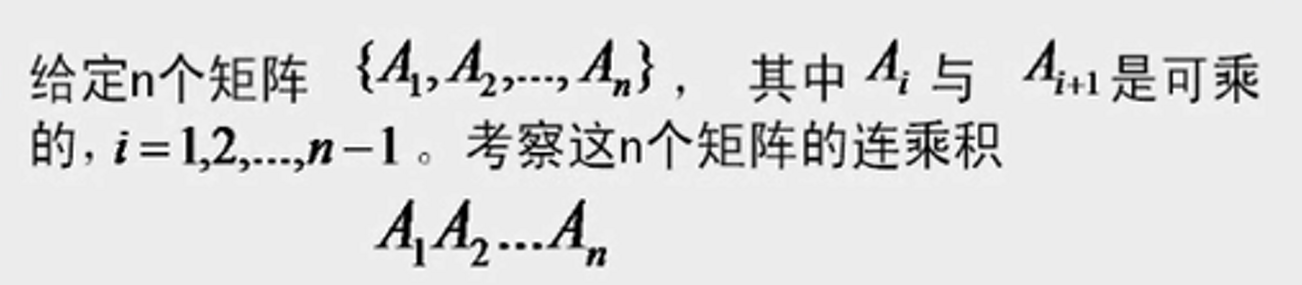 给定n个矩阵 {A₁,A₂,...,Aₙ}， 其中 Aᵢ 与 Aᵢ₊₁是可乘
的，i=1,2,...,n−1。考察这n个矩阵的连乘积
A₁A₂...Aₙ